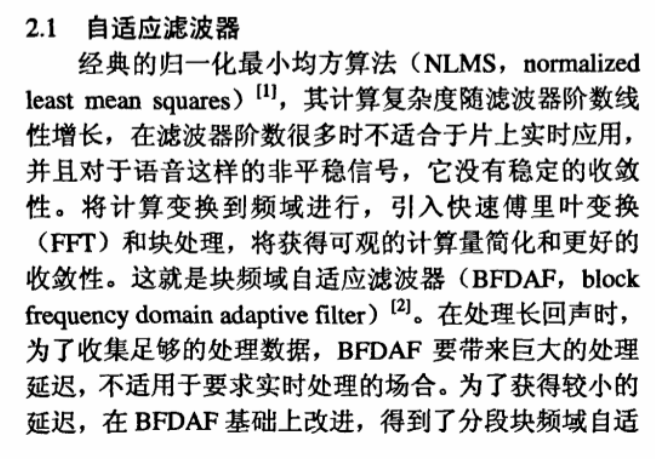 2.1 自适应滤波器
经典的归一化最小均方算法（NLMS，normalized
least mean squares）[1]，其计算复杂度随滤波器阶数线
性增长，在滤波器阶数很多时不适合于片上实时应用，
并且对于语音这样的非平稳信号，它没有稳定的收敛
性。将计算变换到频域进行，引入快速傅里叶变换
（FFT）和块处理，将获得可观的计算量简化和更好的
收敛性。这就是块频域自适应滤波器（BFDAF，block
frequency domain adaptive filter）[2]。在处理长回声时，
为了收集足够的处理数据，BFDAF 要带来巨大的处理
延迟，不适用于要求实时处理的场合。为了获得较小的
延迟，在 BFDAF 基础上改进，得到了分段块频域自适